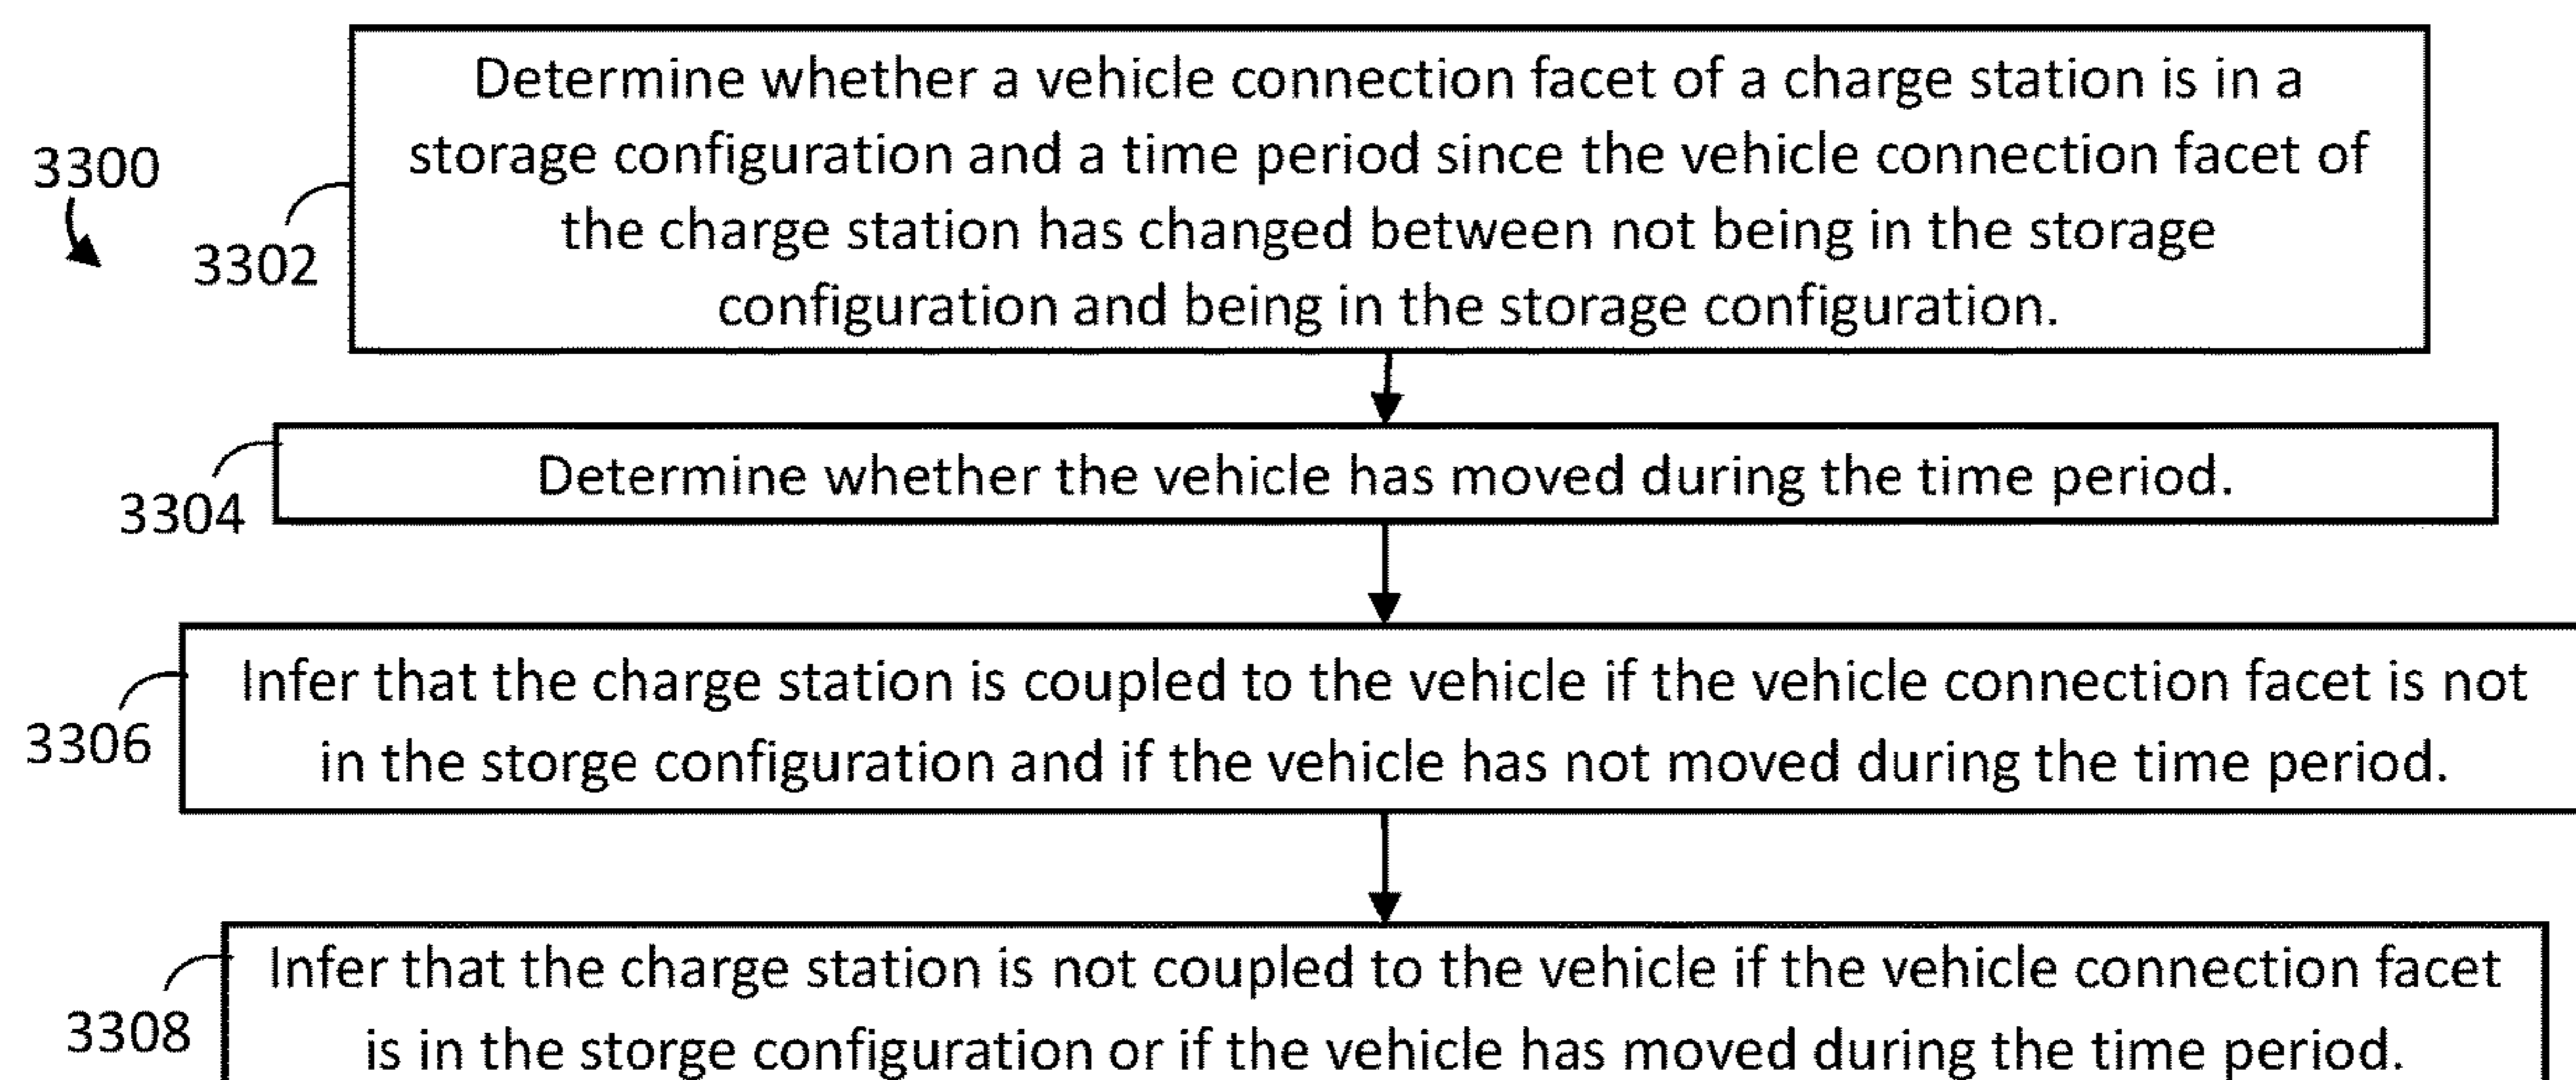 3300
3302
Determine whether a vehicle connection facet of a charge station is in a
storage configuration and a time period since the vehicle connection facet of
the charge station has changed between not being in the storage
configuration and being in the storage configuration.
3304
Determine whether the vehicle has moved during the time period.
3306
Infer that the charge station is coupled to the vehicle if the vehicle connection facet is not
in the storge configuration and if the vehicle has not moved during the time period.
3308
Infer that the charge station is not coupled to the vehicle if the vehicle connection facet
is in the storge configuration or if the vehicle has moved during the time period.